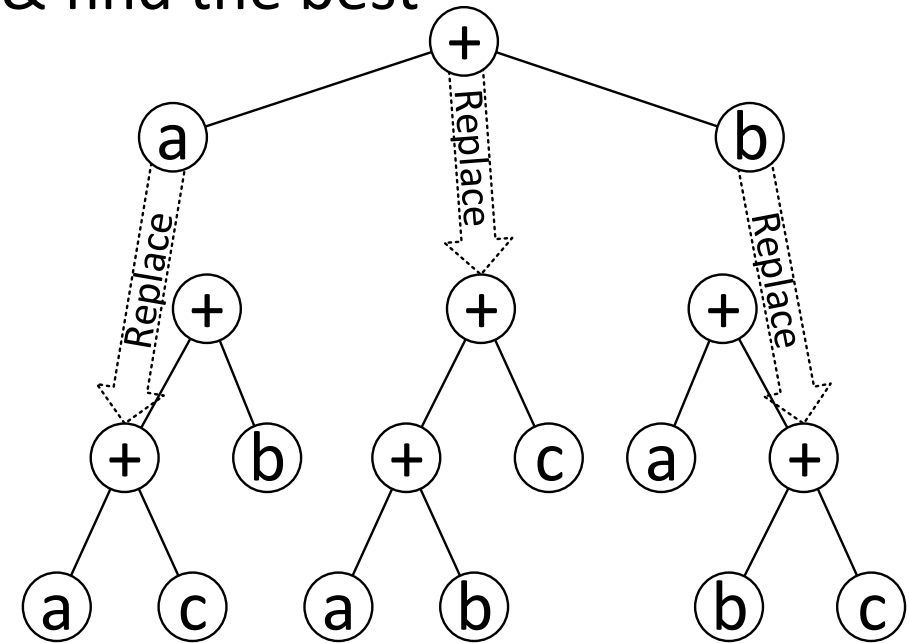 & find the best
+
a
b
Replace
Replace
Replace
+
+
+
+
b
+
c
a
+
a
c
a
b
b
c